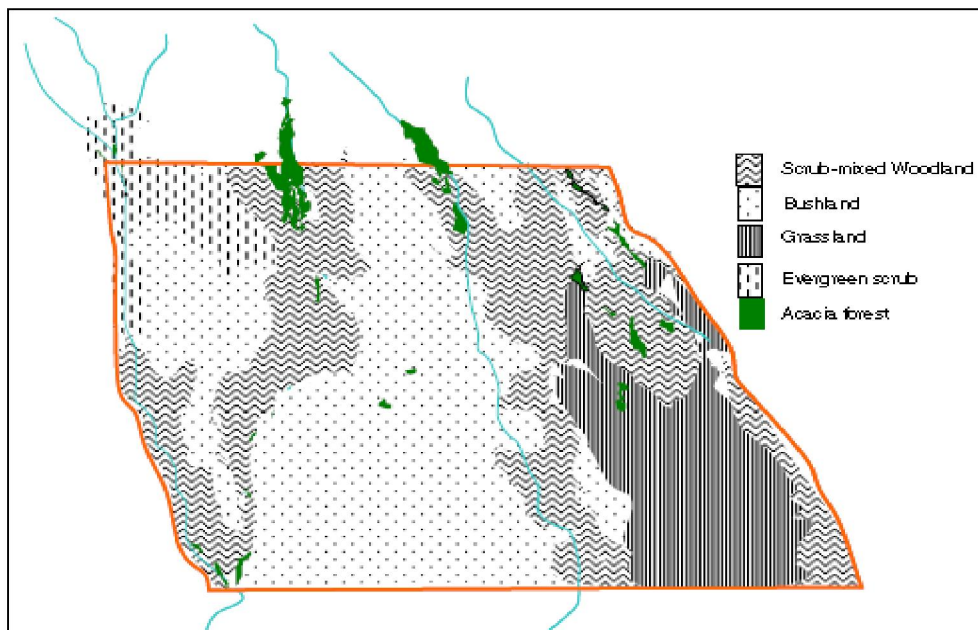 Scrub-mixed Woodland
Bushland
Grassland
Evergreen scrub
Acacia forest